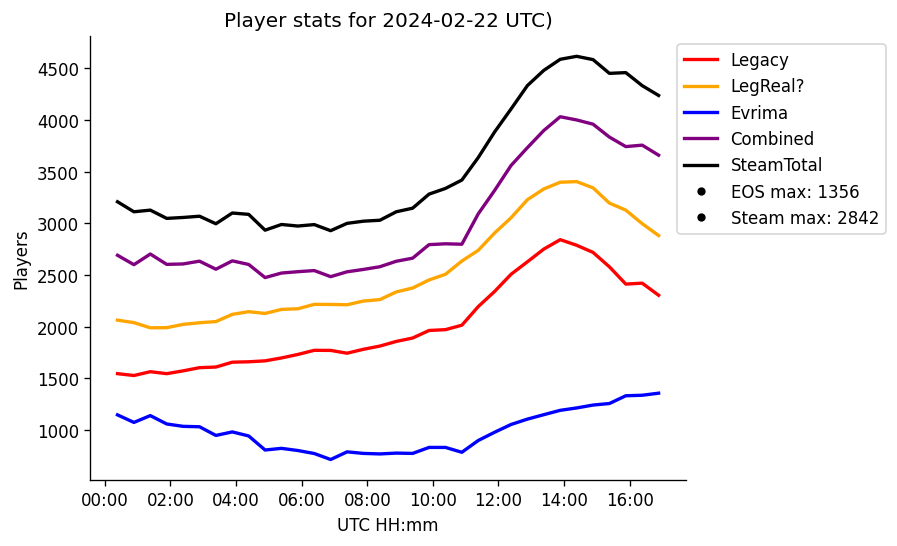 Player stats for 2024-02-22 UTC)
4500
4000
3500
3000
2500
2000
1500
1000
Players
00:00 02:00 04:00 06:00 08:00 10:00 12:00 14:00 16:00
UTC HH:mm
Legacy
LegReal?
Evrima
Combined
SteamTotal
EOS max: 1356
Steam max: 2842